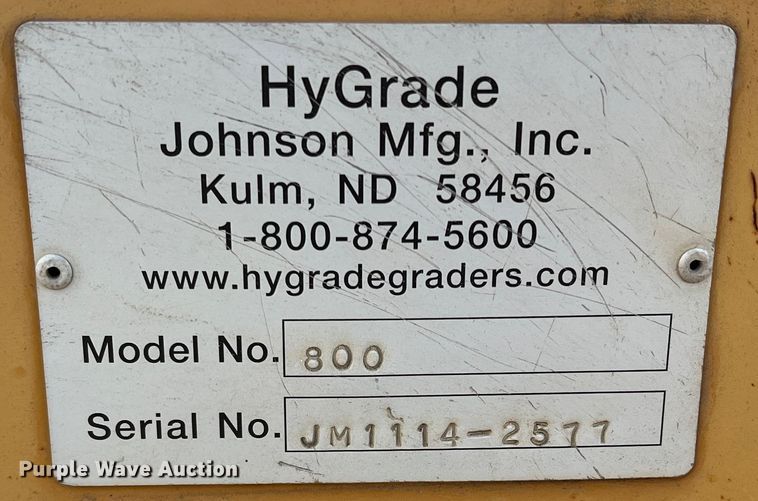 HyGrade
Johnson Mfg., Inc.
Kulm, ND 58456
1-800-874-5600
www.hygradegraders.com
Model No. 800
Serial No. JM1114-2577
Purple Wave Auction